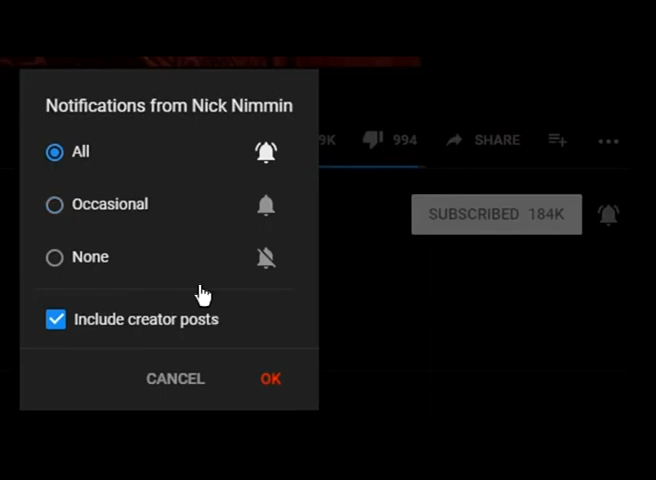 Notifications from Nick Nimmin
All
9K 994 SHARE
Occasional
SUBSCRIBED 184K
None
Include creator posts
CANCEL OK